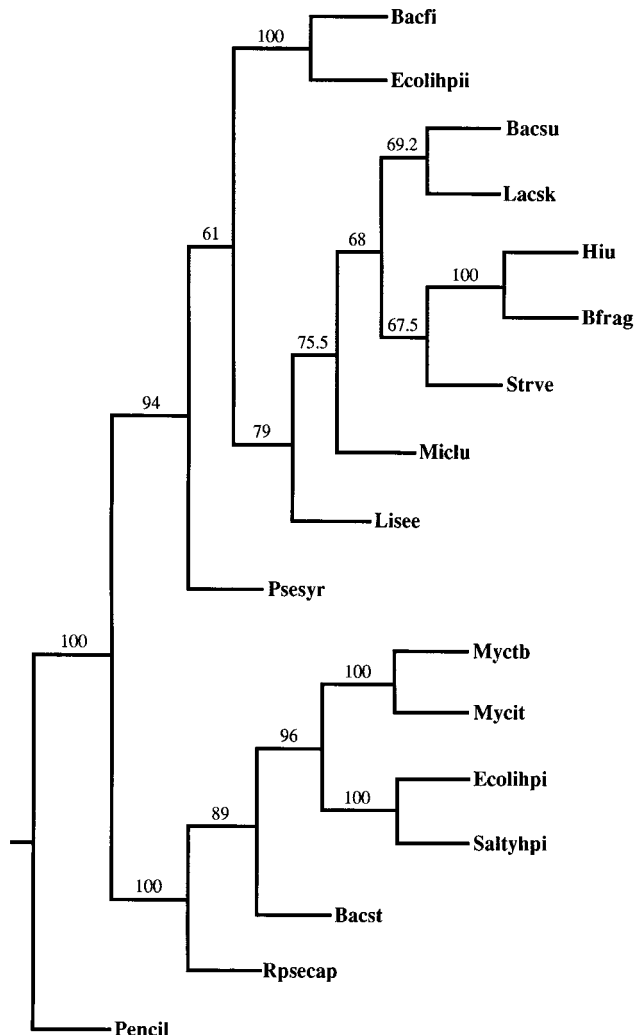 Bacfi
100
Ecolihpii
Bacsu
69.2
Lacsk
61
68
Hiu
100
Bfrag
67.5
75.5
Strve
94
79
Miclu
Lisee
Psesyr
100
Myctb
100
Mycit
96
Ecolihpi
100
89
Saltyhpi
100
Bacst
Rpsecap
Pencil